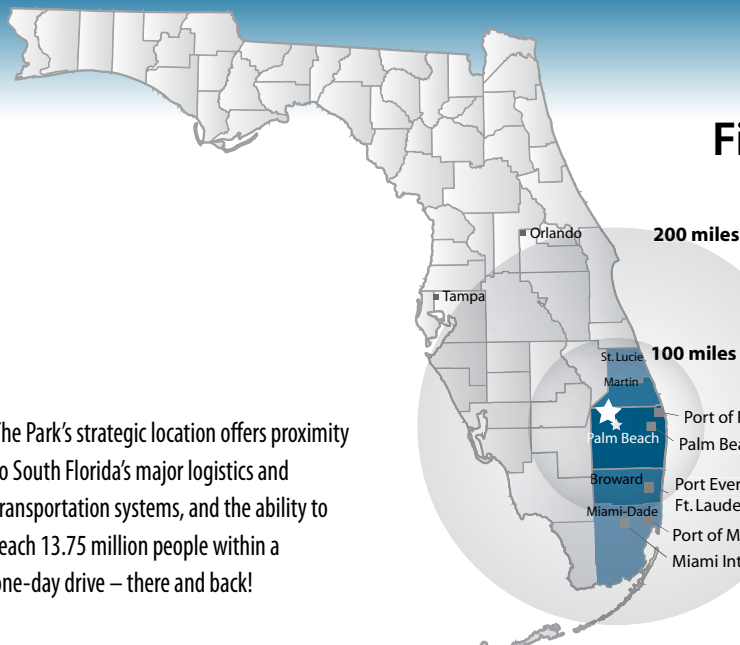 Fi
200 miles
Orlando
Tampa
100 miles
St. Lucie
Martin
Port of
Palm Beach
Palm Bea
Broward
Port Ever
Ft. Laude
Miami-Dade
Port of M
Miami Int
he Park's strategic location offers proximity
o South Florida's major logistics and
ransportation systems, and the ability to
each 13.75 million people within a
one-day drive – there and back!